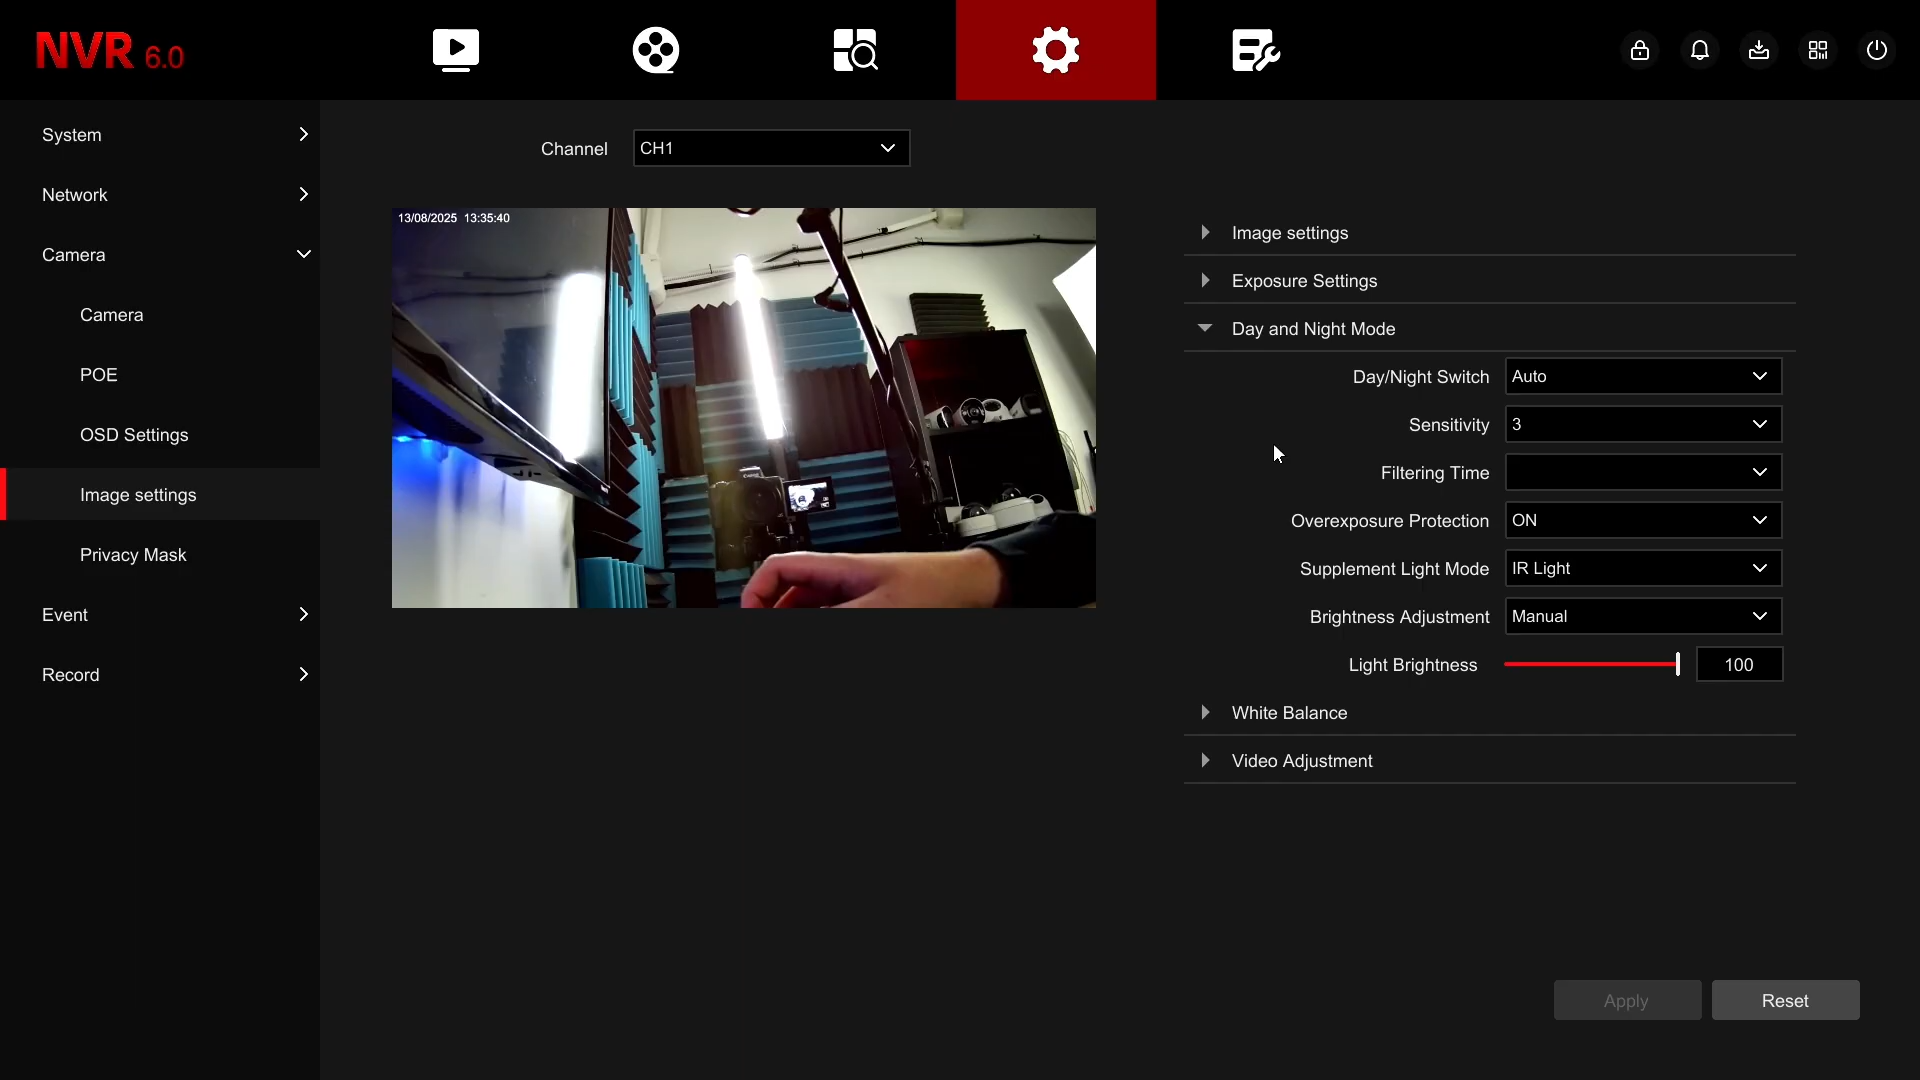 NVR 6.0
System
Network
Camera
Camera
POE
OSD Settings
Image settings
Privacy Mask
Event
Record
Channel CH1
13/08/2025 13:35:40
Image settings
Exposure Settings
Day and Night Mode
Day/Night Switch Auto
Sensitivity 3
Filtering Time
Overexposure Protection ON
Supplement Light Mode IR Light
Brightness Adjustment Manual
Light Brightness 100
White Balance
Video Adjustment
Apply Reset